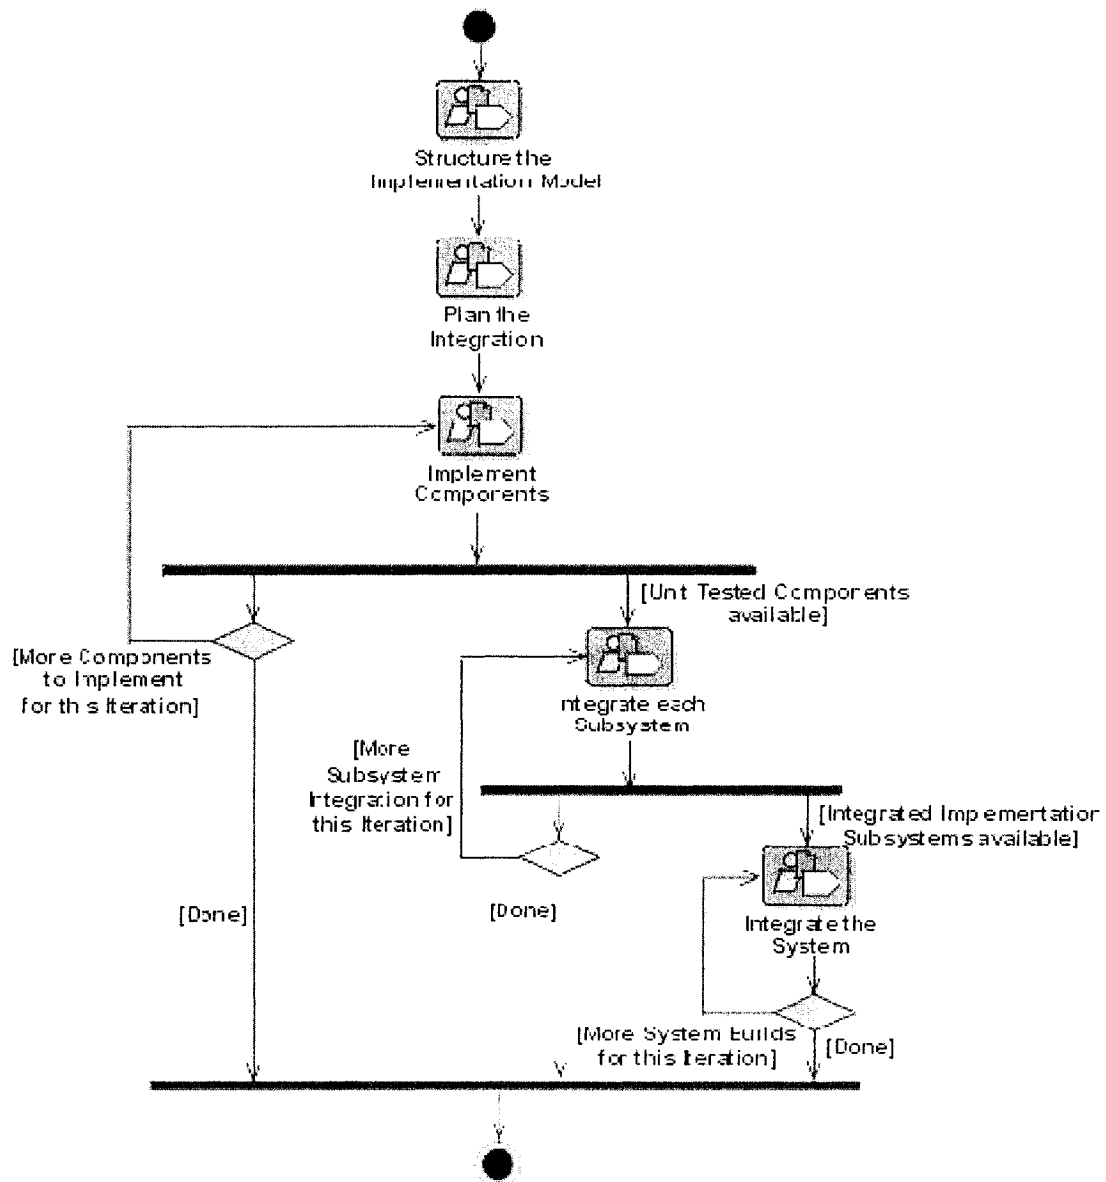 Structure the
Implementation Model
Plan the
Integration
Implement
Components
[Unit Tested Components
available]
[More Components
to Implement
for this Iteration]
Integrate each
Subsystem
[More
Subsystem
Integration for
this Iteration]
[Integrated Implementation
Subsystems available]
[Done]
[Done]
Integrate the
System
[More System Builds
for this Iteration]
[Done]